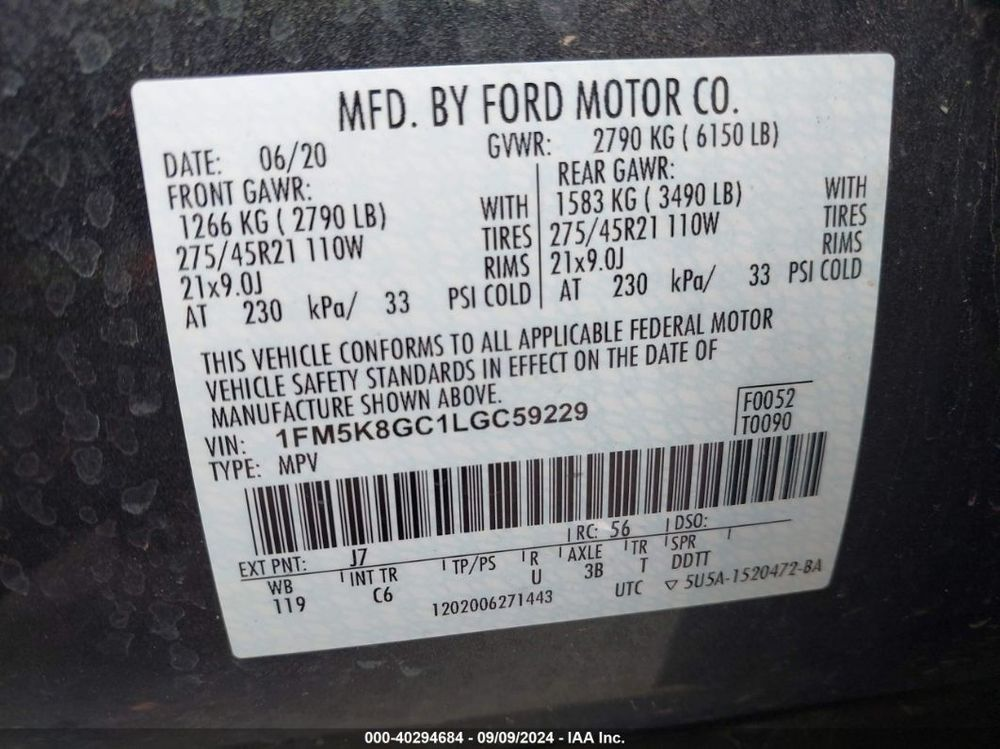 MFD. BY FORD MOTOR CO.
DATE: 06/20 GVWR: 2790 KG ( 6150 LB)
FRONT GAWR: REAR GAWR:
1266 KG ( 2790 LB) WITH 1583 KG ( 3490 LB) WITH
275/45R21 110W TIRES 275/45R21 110W TIRES
21x9.0J RIMS 21x9.0J RIMS
AT 230 kPa/ 33 PSI COLD AT 230 kPa/ 33 PSI COLD
THIS VEHICLE CONFORMS TO ALL APPLICABLE FEDERAL MOTOR
VEHICLE SAFETY STANDARDS IN EFFECT ON THE DATE OF
MANUFACTURE SHOWN ABOVE.
VIN: 1FM5K8GC1LGC59229 F0052
TYPE: MPV T0090
EXT PNT: J7 RC: 56 DSO:
WB INT TR TP/PS R AXLE TR SPR
119 C6 U 3B T DDTT
1202006271443 UTC ▽ 5U5A-1520472-BA
000-40294684 - 09/09/2024 - IAA Inc.